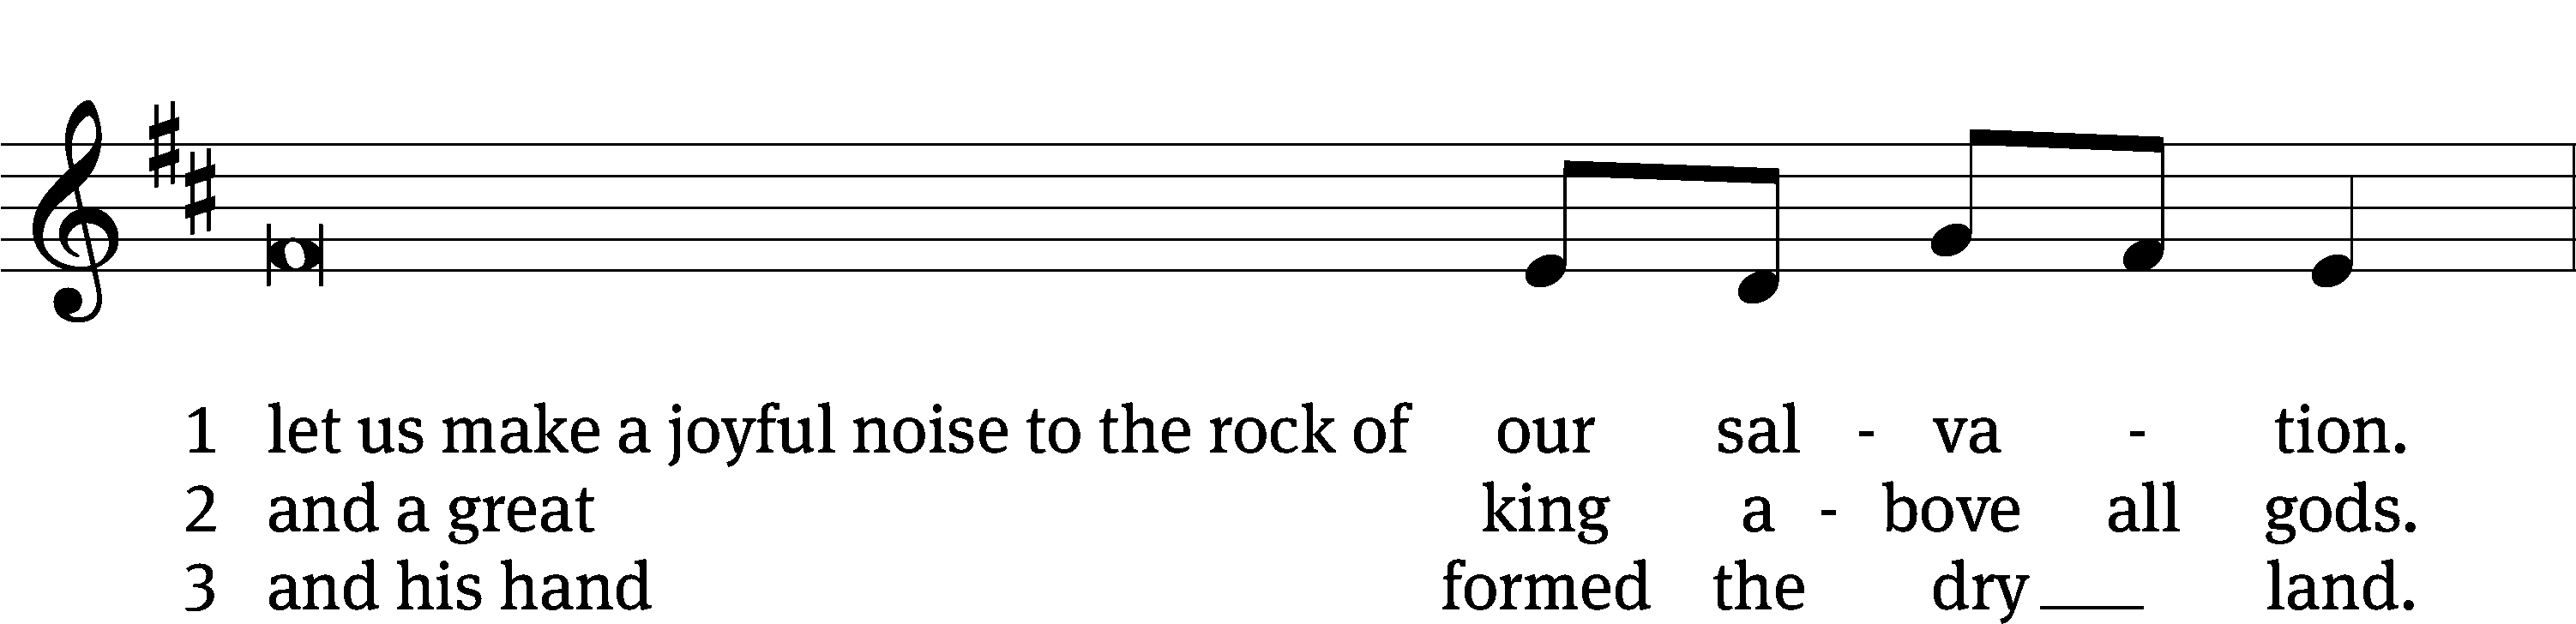 1 let us make a joyful noise to the rock of our sal - va - tion.
2 and a great king a - bove all gods.
3 and his hand formed the dry___ land.